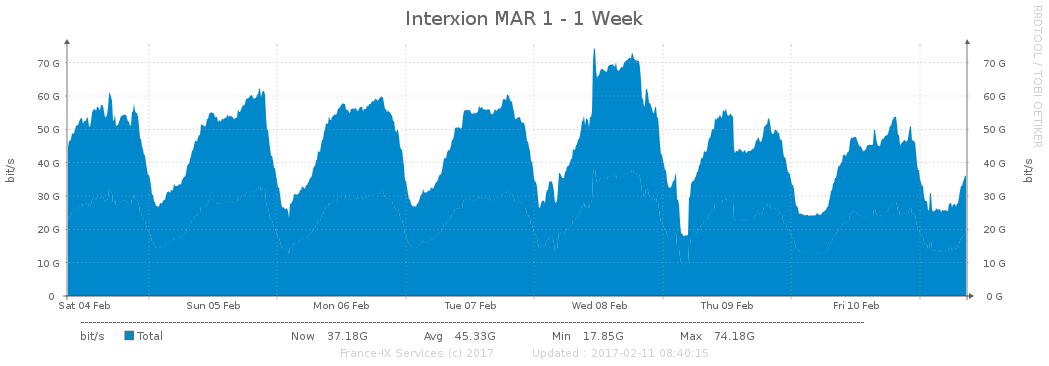 Interxion MAR 1 - 1 Week
RRDTOOL / TOBI OETIKER
bit/s
70 G
60 G
50 G
40 G
30 G
20 G
10 G
0
70 G
60 G
50 G
40 G
30 G
20 G
10 G
0 G
bit/s
Sat 04 Feb Sun 05 Feb Mon 06 Feb Tue 07 Feb Wed 08 Feb Thu 09 Feb Fri 10 Feb
bit/s Total Now 37.18G Avg 45.33G Min 17.85G Max 74.18G
France-IX Services (c) 2017 Updated : 2017-02-11 08:40:15